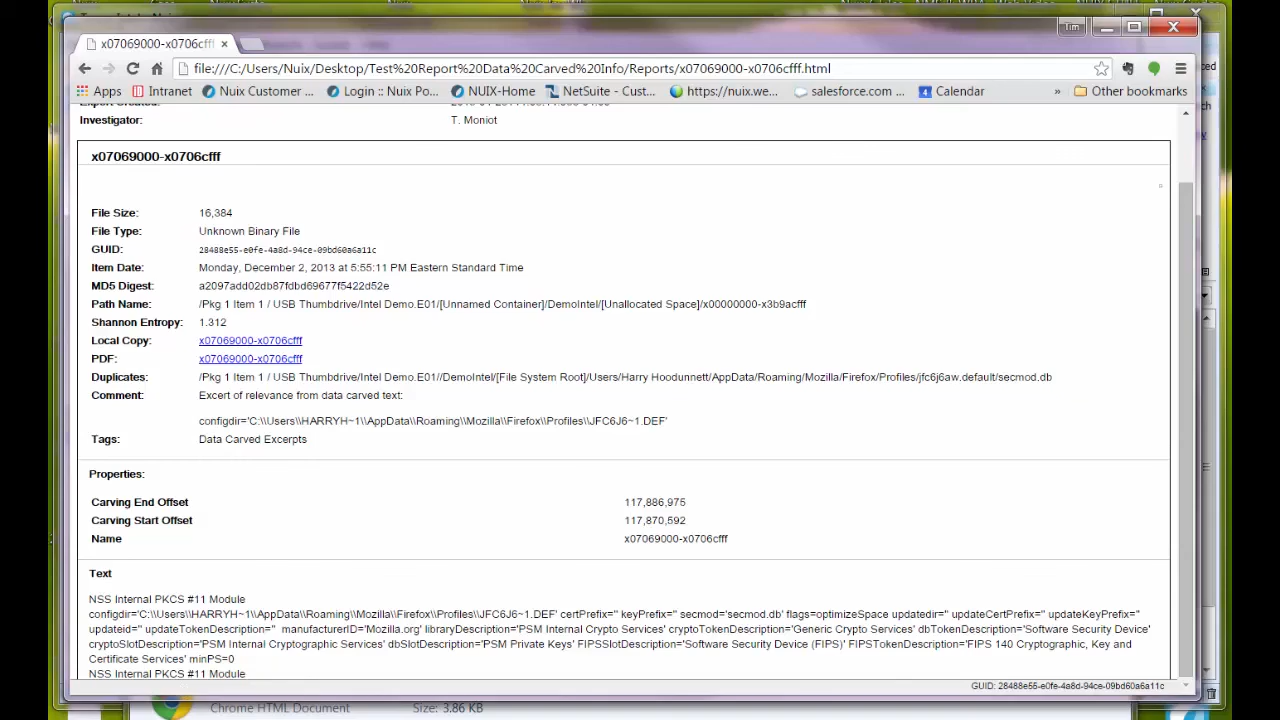 Tim
x07069000-x0706cfff
file:///C:/Users/Nuix/Desktop/Test%20Report%20Data%20Carved%20Info/Reports/x07069000-x0706cfff.html
Apps Intranet Nuix Customer ... Login :: Nuix Po... NUIX-Home NetSuite - Cust... https://nuix.we... salesforce.com ... Calendar » Other bookmarks
Investigator: T. Moniot
x07069000-x0706cfff
File Size: 16,384
File Type: Unknown Binary File
GUID: 28488e55-e0fe-4a8d-94ce-09bd60a6a11c
Item Date: Monday, December 2, 2013 at 5:55:11 PM Eastern Standard Time
MD5 Digest: a2097add02db87fdbd69677f5422d52e
Path Name: /Pkg 1 Item 1 / USB Thumbdrive/Intel Demo.E01/[Unnamed Container]/DemoIntel/[Unallocated Space]/x00000000-x3b9acfff
Shannon Entropy: 1.312
Local Copy: x07069000-x0706cfff
PDF: x07069000-x0706cfff
Duplicates: /Pkg 1 Item 1 / USB Thumbdrive/Intel Demo.E01//DemoIntel/[File System Root]/Users/Harry Hoodunnett/AppData/Roaming/Mozilla/Firefox/Profiles/jfc6j6aw.default/secmod.db
Comment: Excert of relevance from data carved text:
configdir='C:\\Users\\HARRYH~1\\AppData\\Roaming\\Mozilla\\Firefox\\Profiles\\JFC6J6~1.DEF'
Tags: Data Carved Excerpts
Properties:
Carving End Offset 117,886,975
Carving Start Offset 117,870,592
Name x07069000-x0706cfff
Text
NSS Internal PKCS #11 Module
configdir='C:\\Users\\HARRYH~1\\AppData\\Roaming\\Mozilla\\Firefox\\Profiles\\JFC6J6~1.DEF' certPrefix='' keyPrefix='' secmod='secmod.db' flags=optimizeSpace updatedir='' updateCertPrefix='' updateKeyPrefix=''
updateid='' updateTokenDescription='' manufacturerID='Mozilla.org' libraryDescription='PSM Internal Crypto Services' cryptoTokenDescription='Generic Crypto Services' dbTokenDescription='Software Security Device'
cryptoSlotDescription='PSM Internal Cryptographic Services' dbSlotDescription='PSM Private Keys' FIPSSlotDescription='Software Security Device (FIPS)' FIPSTokenDescription='FIPS 140 Cryptographic, Key and
Certificate Services' minPS=0
NSS Internal PKCS #11 Module
GUID: 28488e55-e0fe-4a8d-94ce-09bd60a6a11c
Chrome HTML Document Size: 3.86 KB